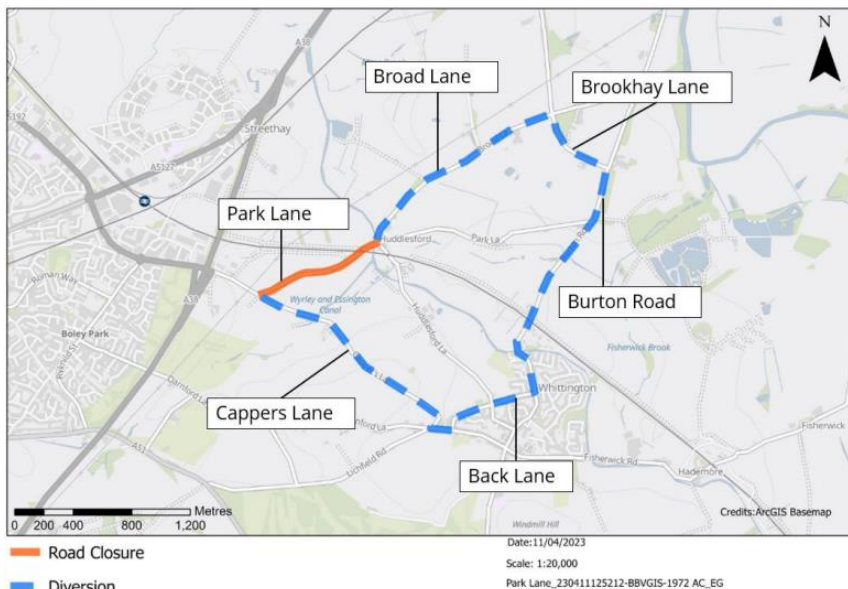 N
Broad Lane
Brookhay Lane
A38
5192
Streethay
A5127
Park Lane
Huddlesford
Park La
Burton Road
Roman Way
A38
Wyrley and Essington
Canal
Boley Park
Huddlesford La
Fisherwick Brook
Darnford La
Whittington
Cappers Lane
Lichfield Rd
A51
Back Lane
Fisherwick Rd
Fisherwick
Hademore
Metres
0 200 400 800 1,200
Windmill Hill
Credits:ArcGIS Basemap
Road Closure
Diversion
Date:11/04/2023
Scale: 1:20,000
Park Lane_230411125212-BBVGIS-1972 AC_EG